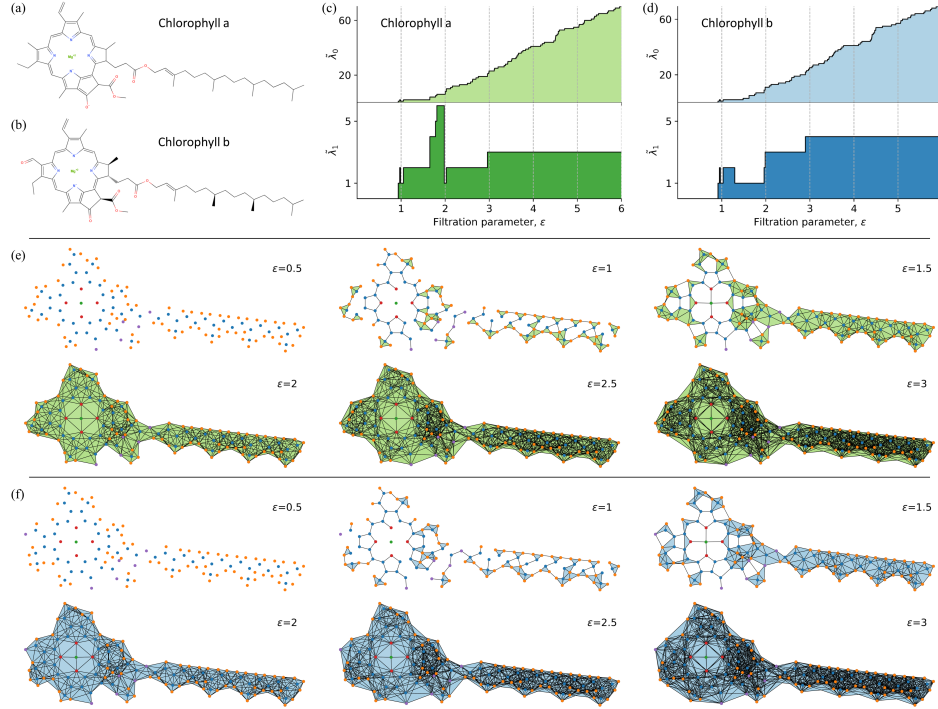 (a)
Chlorophyll a
(b)
Chlorophyll b
(c)
Chlorophyll a
60
20
λ̃₀
5
1
λ̃₁
1 2 3 4 5 6
Filtration parameter, ε
(d)
Chlorophyll b
60
20
λ̃₀
5
1
λ̃₁
1 2 3 4 5
Filtration parameter, ε
(e)
ε=0.5
ε=1
ε=1.5
ε=2
ε=2.5
ε=3
(f)
ε=0.5
ε=1
ε=1.5
ε=2
ε=2.5
ε=3